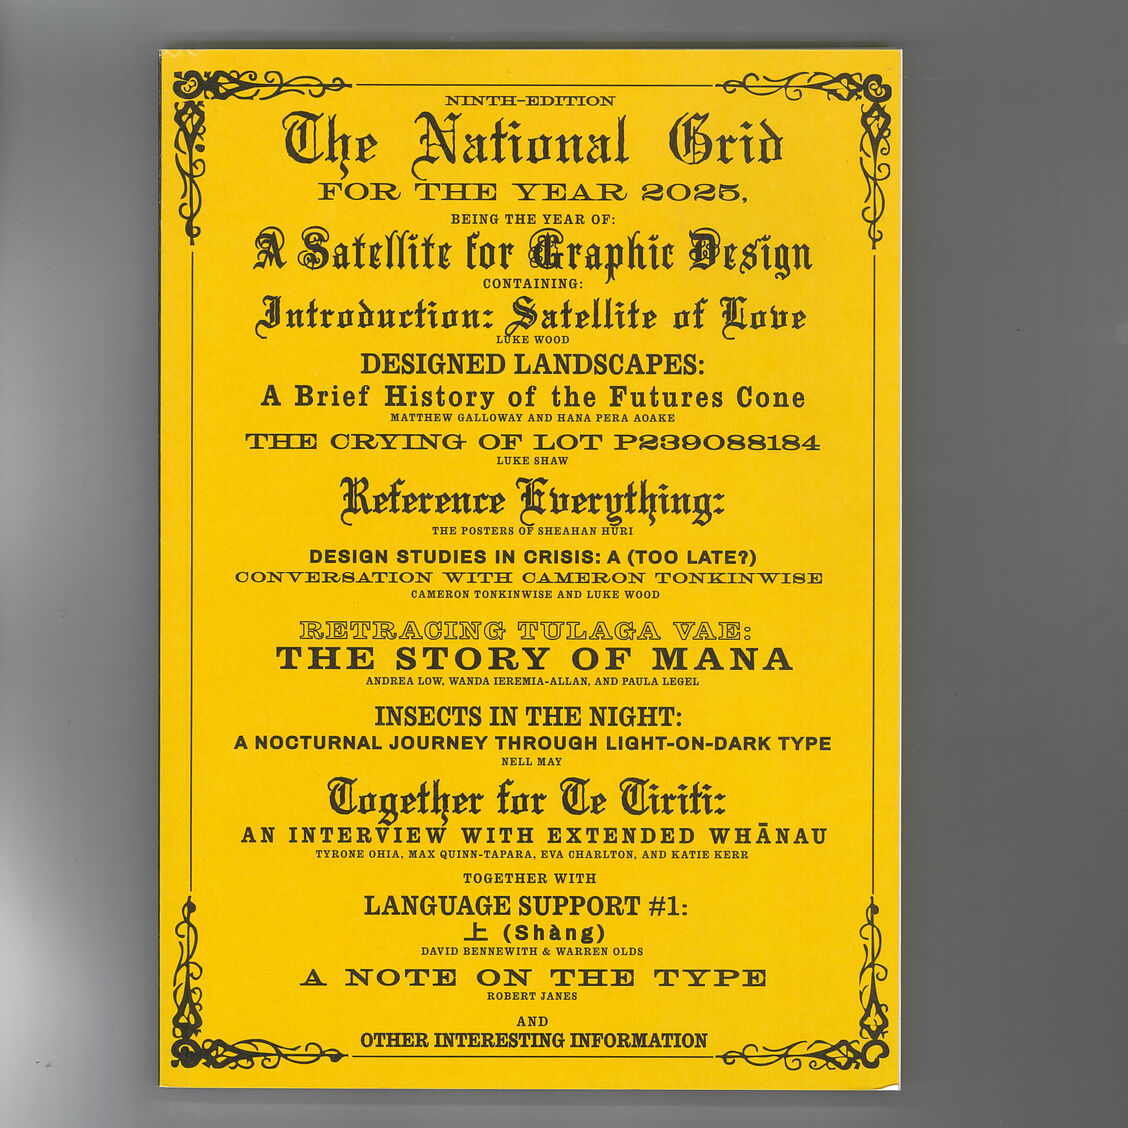 NINTH-EDITION
The National Grid
FOR THE YEAR 2025,
BEING THE YEAR OF:
A Satellite for Graphic Design
CONTAINING:
Introduction: Satellite of Love
LUKE WOOD
DESIGNED LANDSCAPES:
A Brief History of the Futures Cone
MATTHEW GALLOWAY AND HANA PERA AOAKE
THE CRYING OF LOT P239088184
LUKE SHAW
Reference Everything:
THE POSTERS OF SHEAHAN HURI
DESIGN STUDIES IN CRISIS: A (TOO LATE?)
CONVERSATION WITH CAMERON TONKINWISE
CAMERON TONKINWISE AND LUKE WOOD
RETRACING TULAGA VAE:
THE STORY OF MANA
ANDREA LOW, WANDA IEREMIA-ALLAN, AND PAULA LEGEL
INSECTS IN THE NIGHT:
A NOCTURNAL JOURNEY THROUGH LIGHT-ON-DARK TYPE
NELL MAY
Together for Te Tiriti:
AN INTERVIEW WITH EXTENDED WHĀNAU
TYRONE OHIA, MAX QUINN-TAPARA, EVA CHARLTON, AND KATIE KERR
TOGETHER WITH
LANGUAGE SUPPORT #1:
上 (Shàng)
DAVID BENNEWITH & WARREN OLDS
A NOTE ON THE TYPE
ROBERT JANES
AND
OTHER INTERESTING INFORMATION